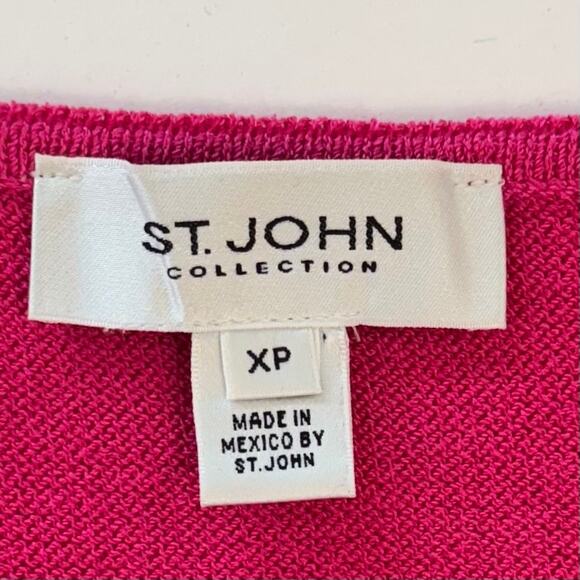 ST. JOHN
COLLECTION
XP
MADE IN
MEXICO BY
ST. JOHN